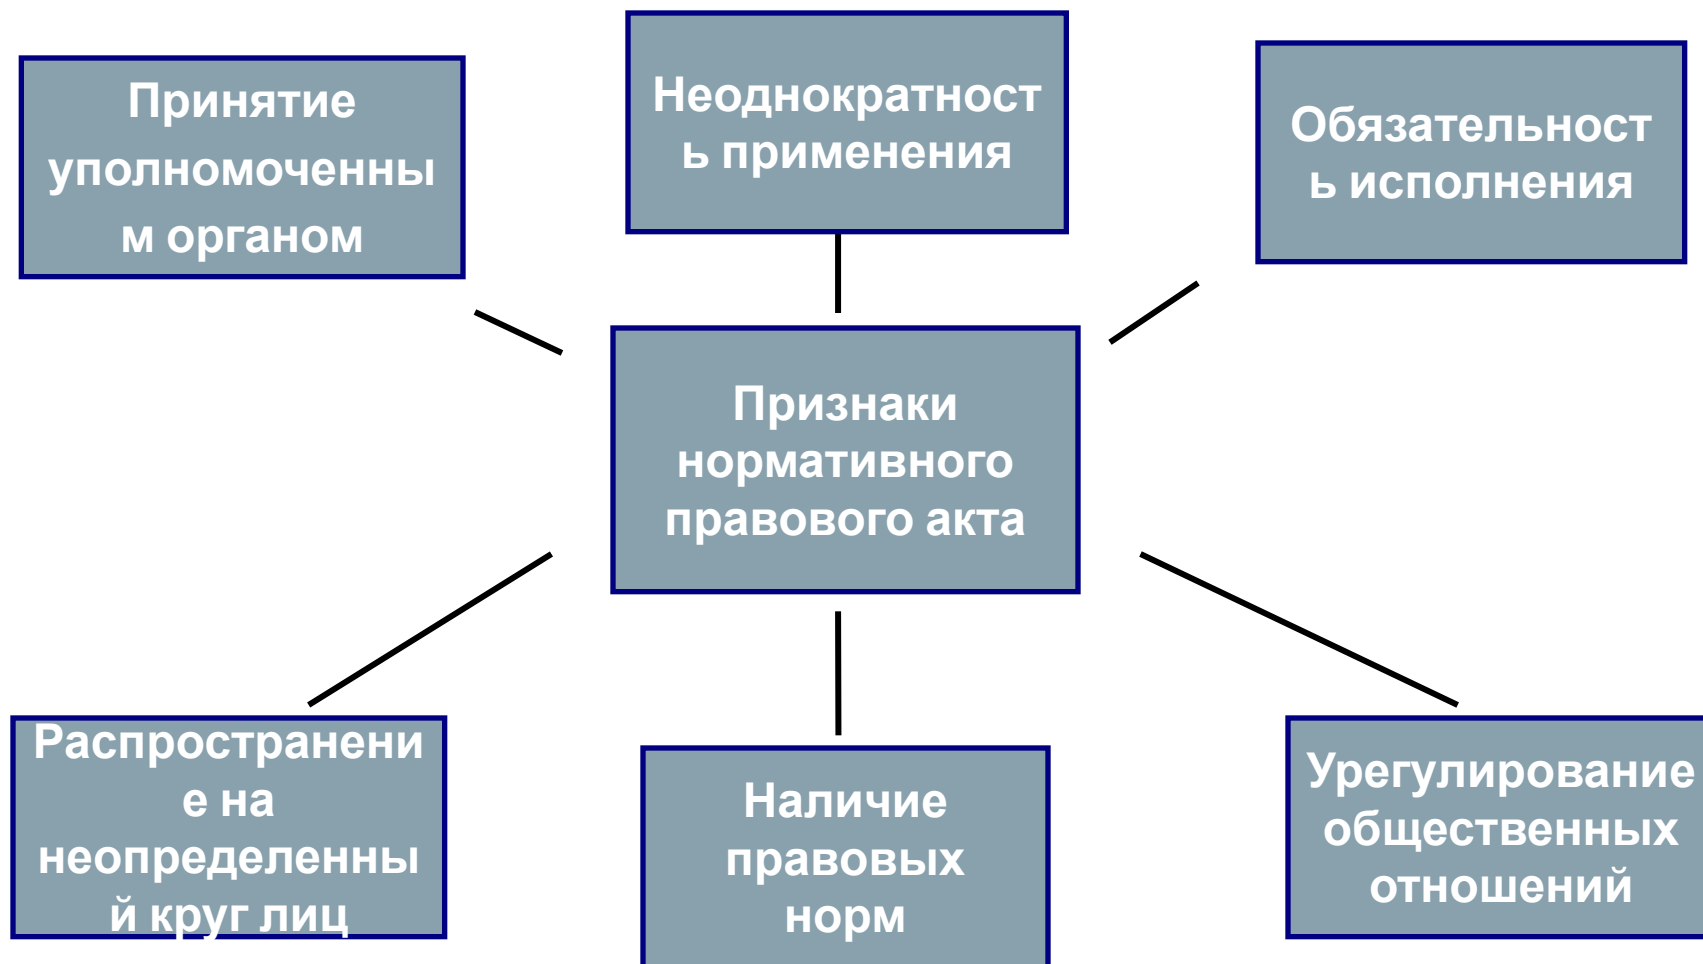 Принятие
уполномоченны
м органом
Неоднократност
ь применения
Обязательност
ь исполнения
Признаки
нормативного
правового акта
Распространени
е на
неопределенны
й круг лиц
Наличие
правовых
норм
Урегулирование
общественных
отношений